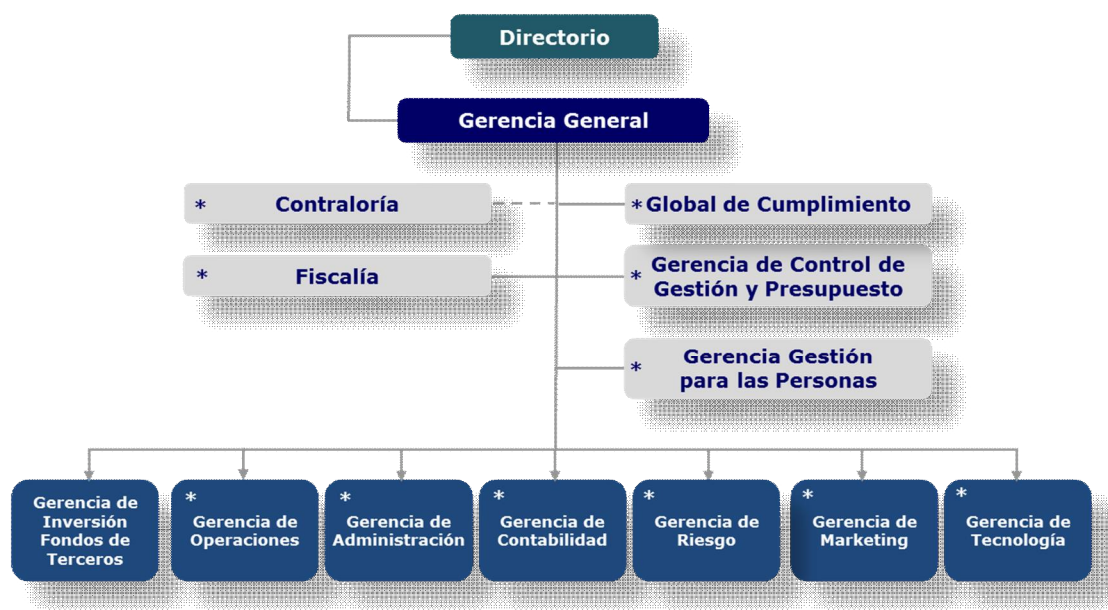 Directorio
Gerencia General
* Contraloría
* Global de Cumplimiento
* Fiscalía
* Gerencia de Control de
Gestión y Presupuesto
* Gerencia Gestión
para las Personas
Gerencia de
Inversión
Fondos de
Terceros
*
Gerencia de
Operaciones
*
Gerencia de
Administración
*
Gerencia de
Contabilidad
*
Gerencia de
Riesgo
*
Gerencia de
Marketing
*
Gerencia de
Tecnología